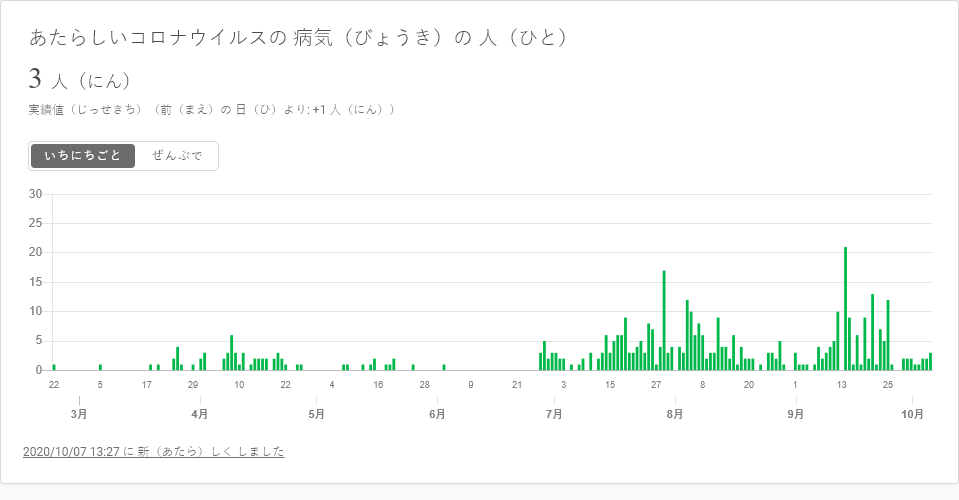 あたらしいコロナウイルスの 病気（びょうき）の 人（ひと）
3 人（にん）
実績値（じっせきち）（前（まえ）の 日（ひ）より: +1 人（にん））
いちにちごと ぜんぶで
30
25
20
15
10
5
0
22 5 17 29 10 22 4 16 28 9 21 3 15 27 8 20 1 13 25
3月 4月 5月 6月 7月 8月 9月 10月
2020/10/07 13:27 に 新（あたら）しく しました